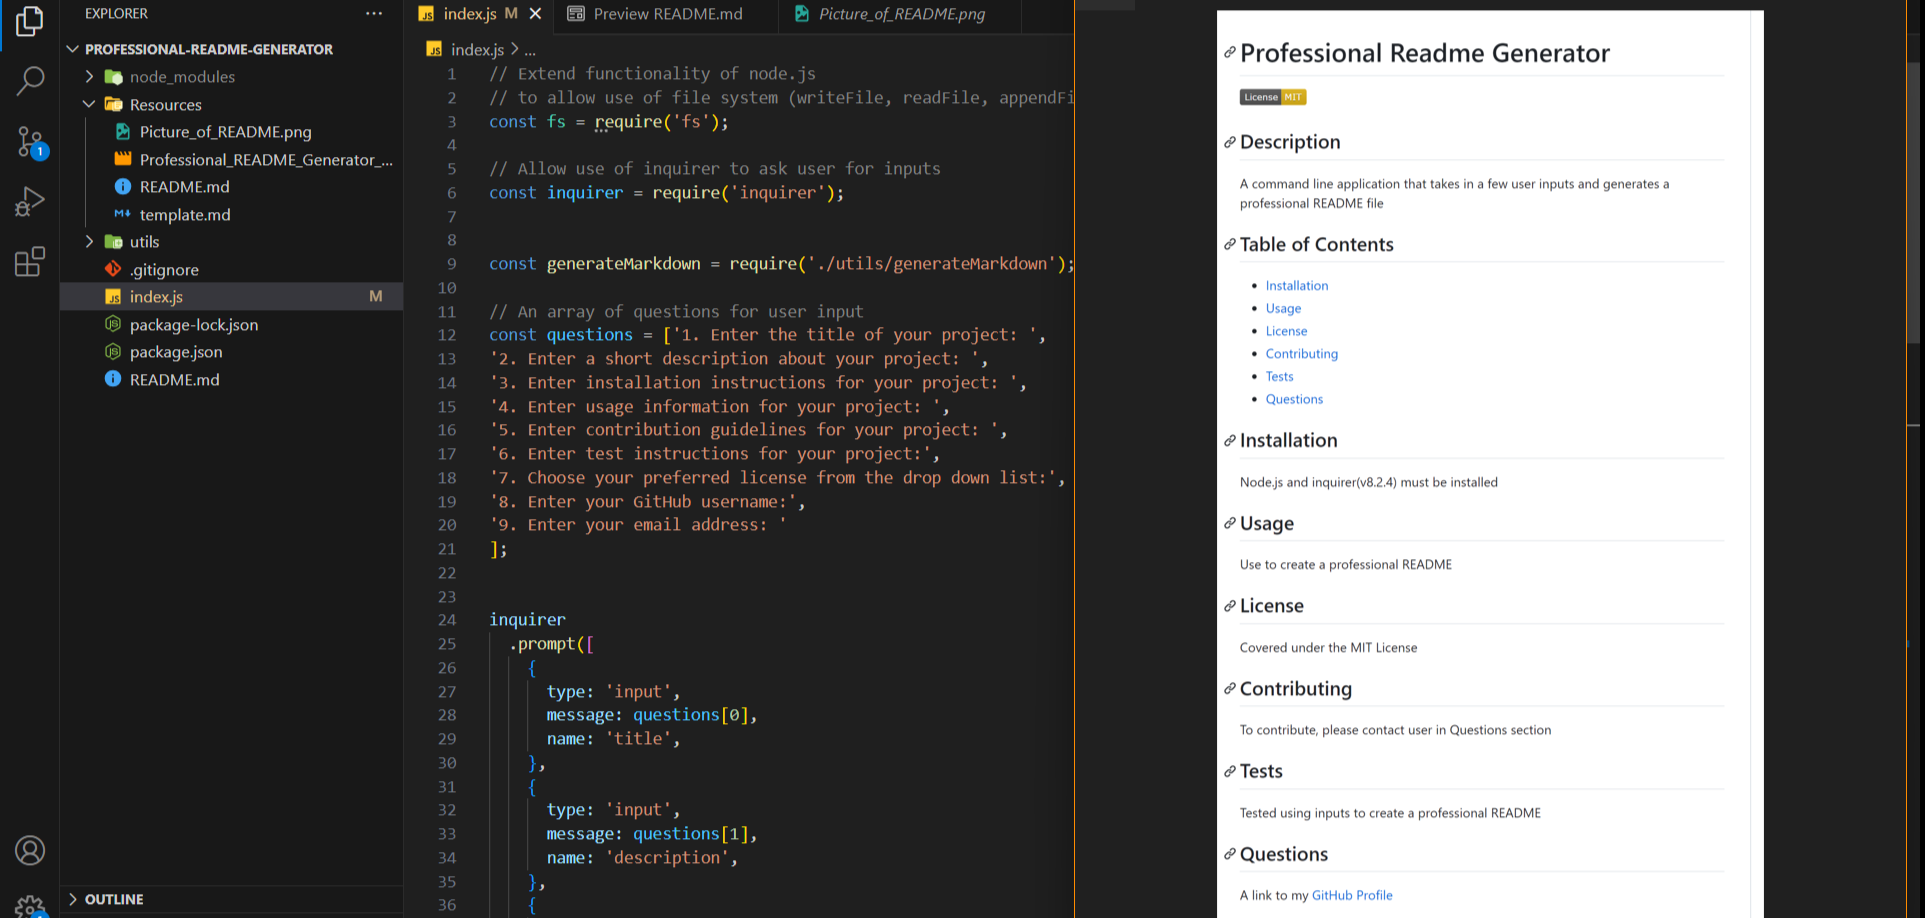 EXPLORER
PROFESSIONAL-README-GENERATOR
node_modules
Resources
Picture_of_README.png
Professional_README_Generator_...
README.md
template.md
utils
.gitignore
index.js M
package-lock.json
package.json
README.md
OUTLINE
1
index.js M
Preview README.md
Picture_of_README.png
index.js > ...
1 // Extend functionality of node.js
2 // to allow use of file system (writeFile, readFile, appendFi
3 const fs = require('fs');
4
5 // Allow use of inquirer to ask user for inputs
6 const inquirer = require('inquirer');
7
8
9 const generateMarkdown = require('./utils/generateMarkdown');
10
11 // An array of questions for user input
12 const questions = ['1. Enter the title of your project: ',
13 '2. Enter a short description about your project: ',
14 '3. Enter installation instructions for your project: ',
15 '4. Enter usage information for your project: ',
16 '5. Enter contribution guidelines for your project: ',
17 '6. Enter test instructions for your project:',
18 '7. Choose your preferred license from the drop down list:',
19 '8. Enter your GitHub username:',
20 '9. Enter your email address: '
21 ];
22
23
24 inquirer
25 .prompt([
26 {
27 type: 'input',
28 message: questions[0],
29 name: 'title',
30 },
31 {
32 type: 'input',
33 message: questions[1],
34 name: 'description',
35 },
36 {
Professional Readme Generator
License MIT
Description
A command line application that takes in a few user inputs and generates a
professional README file
Table of Contents
• Installation
• Usage
• License
• Contributing
• Tests
• Questions
Installation
Node.js and inquirer(v8.2.4) must be installed
Usage
Use to create a professional README
License
Covered under the MIT License
Contributing
To contribute, please contact user in Questions section
Tests
Tested using inputs to create a professional README
Questions
A link to my GitHub Profile